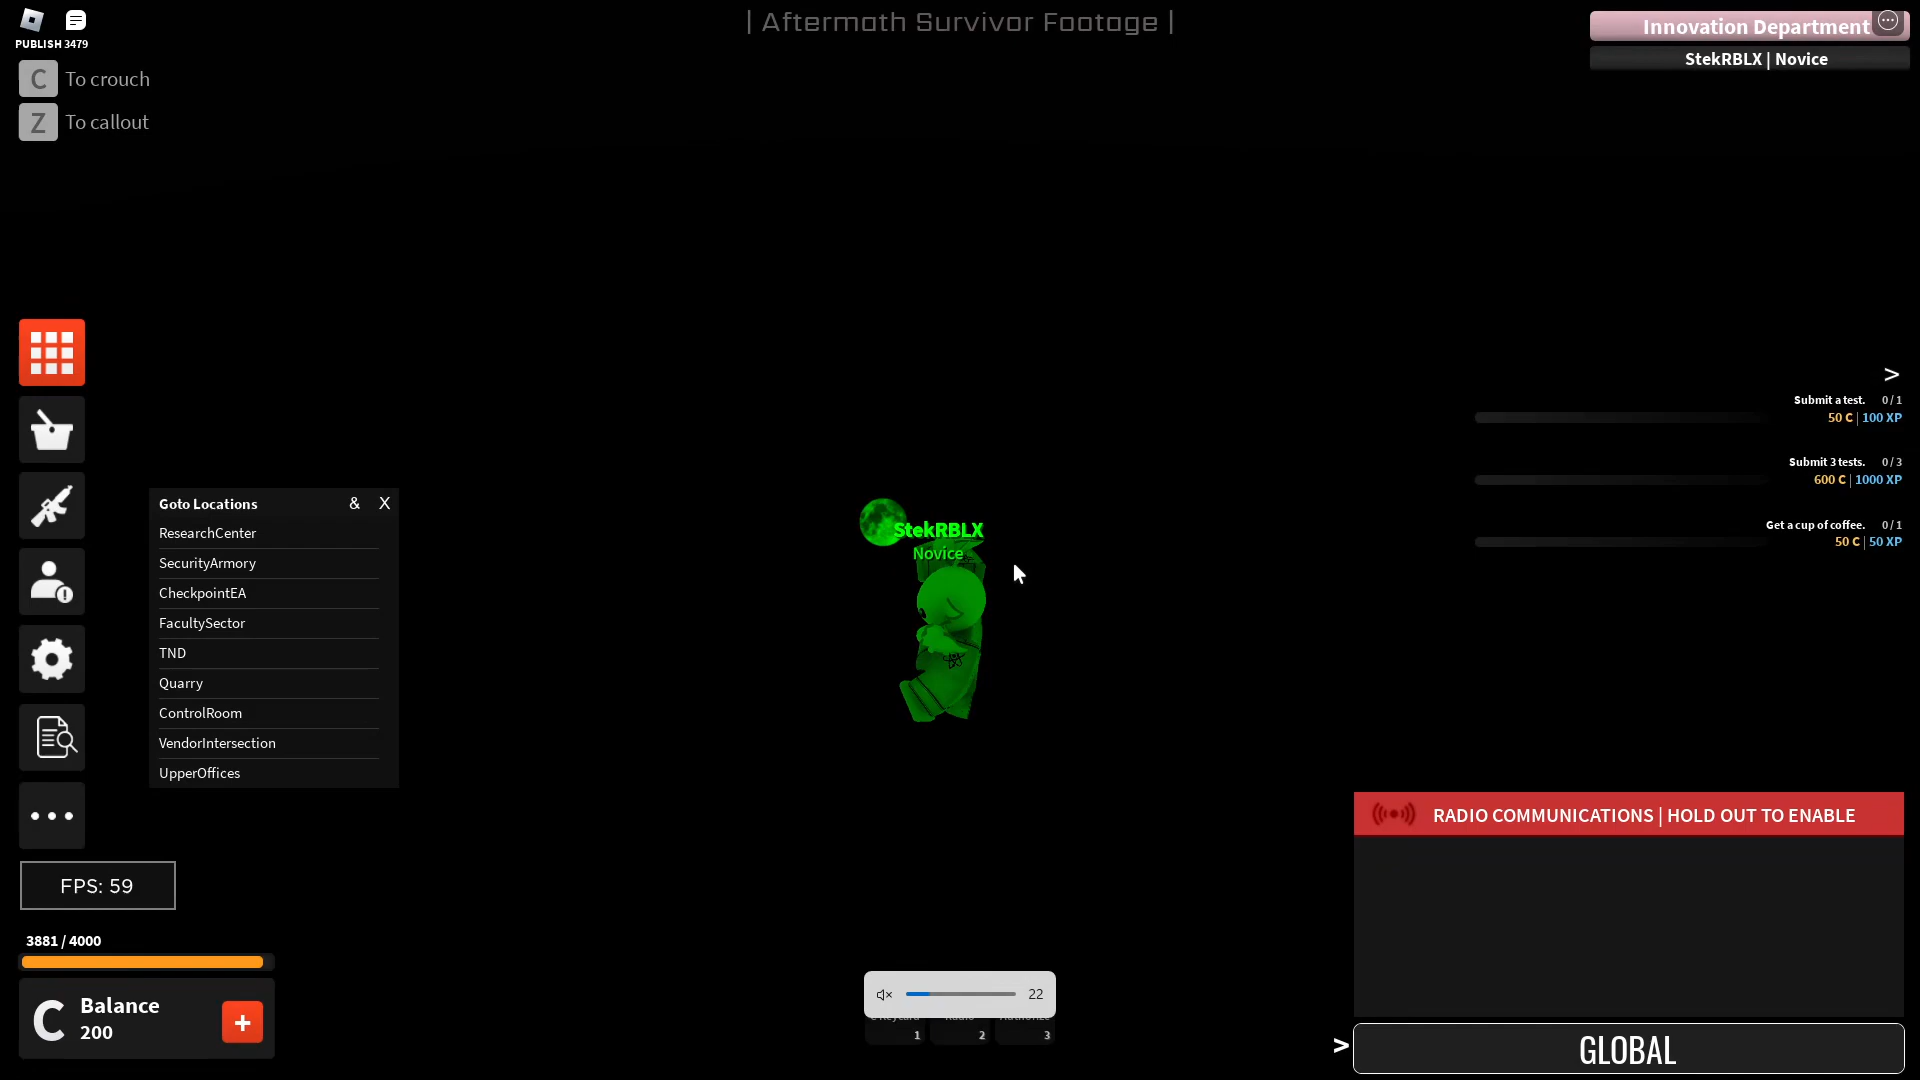 | Aftermath Survivor Footage |
PUBLISH 3479
C To crouch
Z To callout
Innovation Department
StekRBLX | Novice
>
Submit a test. 0 / 1
50 C | 100 XP
Submit 3 tests. 0 / 3
600 C | 1000 XP
Get a cup of coffee. 0 / 1
50 C | 50 XP
Goto Locations & X
ResearchCenter
SecurityArmory
CheckpointEA
FacultySector
TND
Quarry
ControlRoom
VendorIntersection
UpperOffices
StekRBLX
Novice
FPS: 59
3881 / 4000
C Balance
200 +
22
1 2 3
RADIO COMMUNICATIONS | HOLD OUT TO ENABLE
> GLOBAL